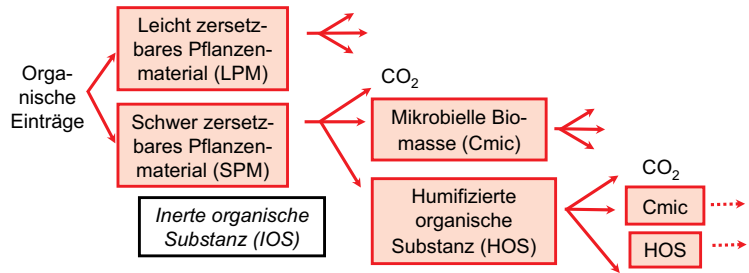 Orga-
nische
Einträge
Leicht zersetz-
bares Pflanzen-
material (LPM)
Schwer zersetz-
bares Pflanzen-
material (SPM)
Inerte organische
Substanz (IOS)
CO₂
Mikrobielle Bio-
masse (Cmic)
Humifizierte
organische
Substanz (HOS)
CO₂
Cmic
HOS